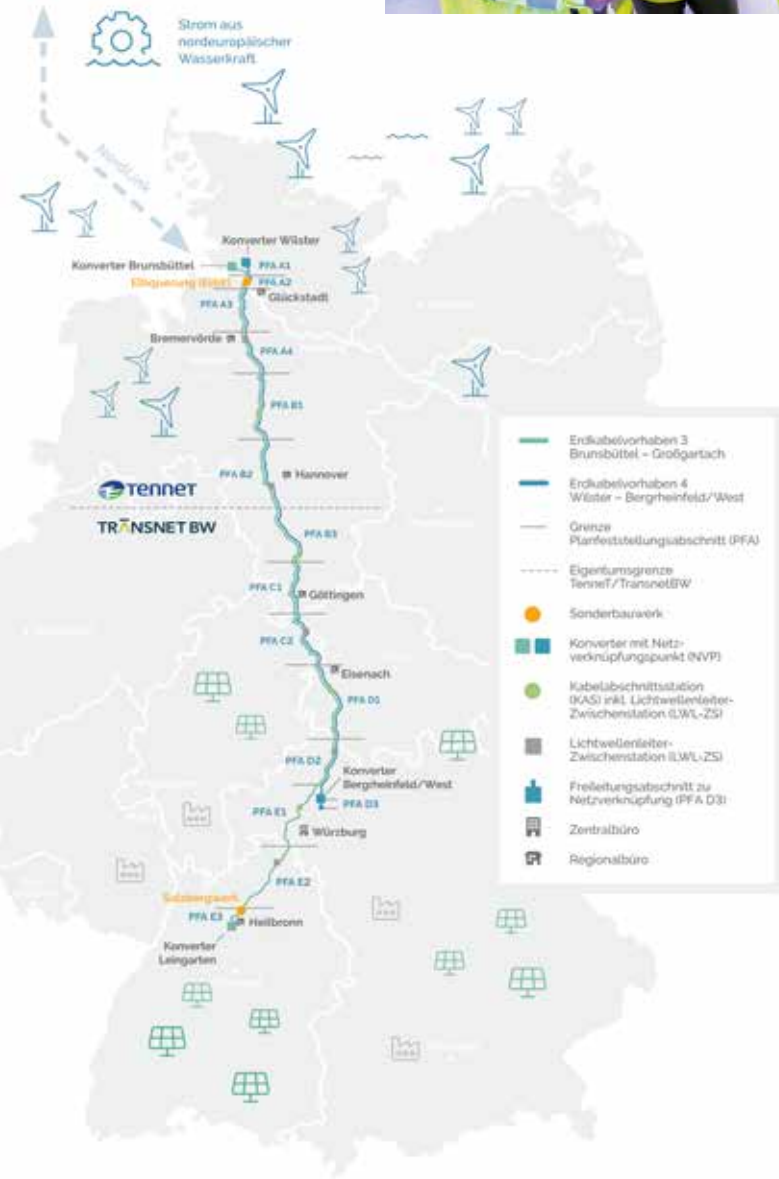 Strom aus
nordeuropäischer
Wasserkraft
NordLink
Konverter Wilster
Konverter Brunsbüttel
PFA A1
Elbquerung (ElbX)
PFA A2
Glückstadt
PFA A3
Bremervörde
PFA A4
PFA B1
PFA B2
Hannover
TENNET
TRANSNET BW
PFA B3
PFA C1
Göttingen
PFA C2
Eisenach
PFA D1
PFA D2
Konverter
Bergrheinfeld/West
PFA D3
PFA E1
Würzburg
PFA E2
Salzbergwerk
PFA E3
Heilbronn
Konverter
Leingarten
Erdkabelvorhaben 3
Brunsbüttel – Großgartach
Erdkabelvorhaben 4
Wilster – Bergrheinfeld/West
Grenze
Planfeststellungsabschnitt (PFA)
Eigentumsgrenze
TenneT/TransnetBW
Sonderbauwerk
Konverter mit Netz-
verknüpfungspunkt (NVP)
Kabelabschnittsstation
(KAS) inkl. Lichtwellenleiter-
Zwischenstation (LWL-ZS)
Lichtwellenleiter-
Zwischenstation (LWL-ZS)
Freileitungsabschnitt zu
Netzverknüpfung (PFA D3)
Zentralbüro
Regionalbüro